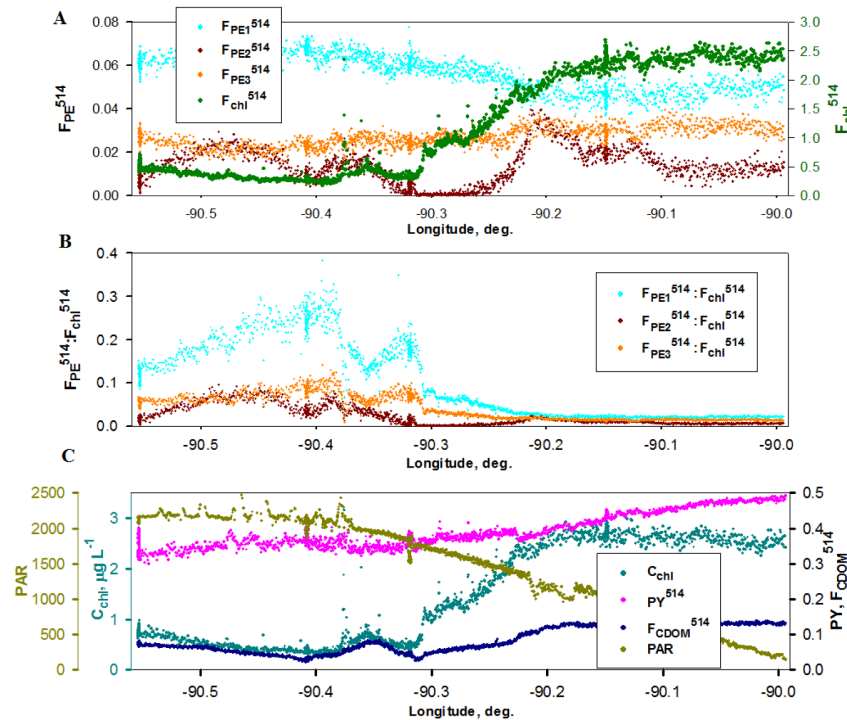 A
F_PE1^514
F_PE2^514
F_PE3^514
F_chl^514
F_PE^514
0.08
0.06
0.04
0.02
0.00
3.0
2.5
2.0
1.5
1.0
0.5
0.0
F_chl^514
-90.5 -90.4 -90.3 -90.2 -90.1 -90.0
Longitude, deg.
B
F_PE^514:F_chl^514
0.4
0.3
0.2
0.1
0.0
F_PE1^514 : F_chl^514
F_PE2^514 : F_chl^514
F_PE3^514 : F_chl^514
-90.5 -90.4 -90.3 -90.2 -90.1 -90.0
Longitude, deg.
C
PAR
2500
2000
1500
1000
500
0
C_chl, µg L^-1
3
2
1
0
0.5
0.4
0.3
0.2
0.1
0.0
PY, F_CDOM^514
C_chl
PY^514
F_CDOM^514
PAR
-90.5 -90.4 -90.3 -90.2 -90.1 -90.0
Longitude, deg.